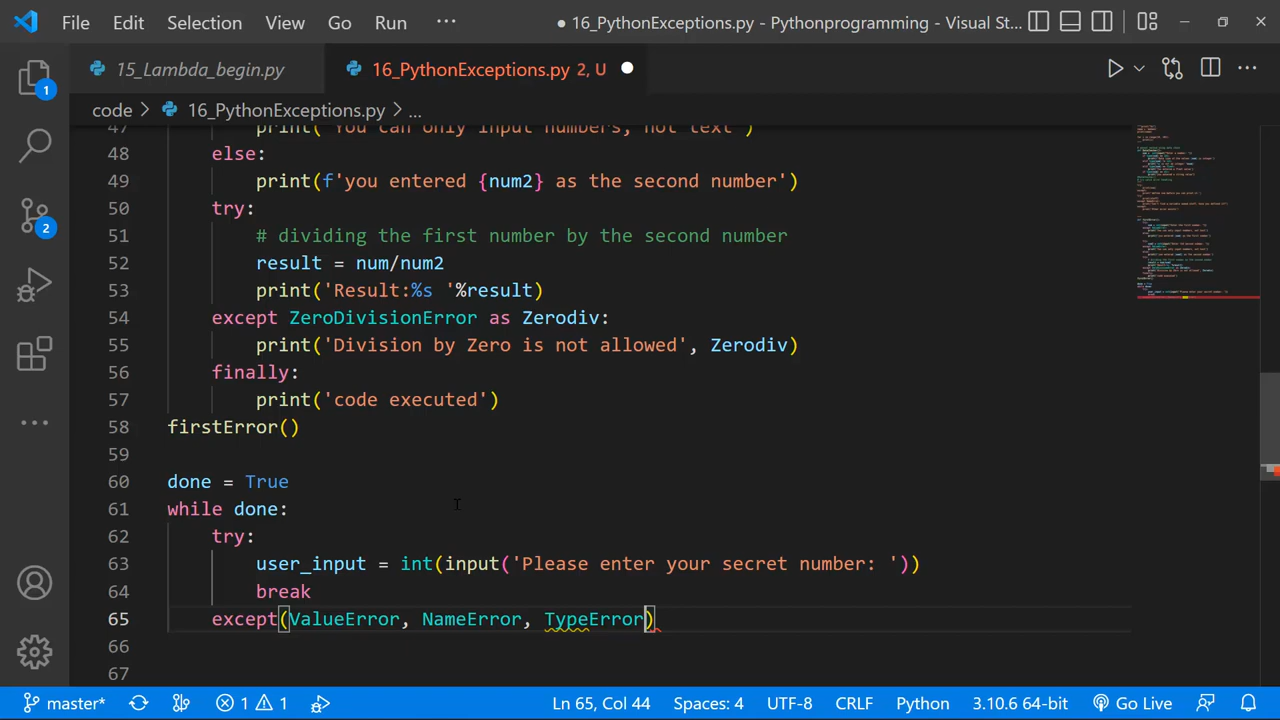 File Edit Selection View Go Run ··· ● 16_PythonExceptions.py - Pythonprogramming - Visual St...
15_Lambda_begin.py 16_PythonExceptions.py 2, U
code > 16_PythonExceptions.py > ...
47 print('You can only input numbers, not text')
48 else:
49 print(f'you entered {num2} as the second number')
50 try:
51 # dividing the first number by the second number
52 result = num/num2
53 print('Result:%s '%result)
54 except ZeroDivisionError as Zerodiv:
55 print('Division by Zero is not allowed', Zerodiv)
56 finally:
57 print('code executed')
58 firstError()
59
60 done = True
61 while done:
62 try:
63 user_input = int(input('Please enter your secret number: '))
64 break
65 except(ValueError, NameError, TypeError)
66
67
1
2
master* 1 1 Ln 65, Col 44 Spaces: 4 UTF-8 CRLF Python 3.10.6 64-bit Go Live